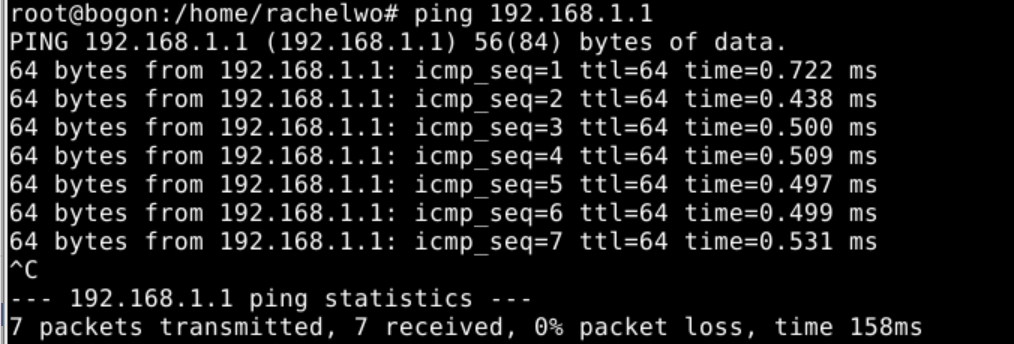 root@bogon:/home/rachelwo# ping 192.168.1.1
PING 192.168.1.1 (192.168.1.1) 56(84) bytes of data.
64 bytes from 192.168.1.1: icmp_seq=1 ttl=64 time=0.722 ms
64 bytes from 192.168.1.1: icmp_seq=2 ttl=64 time=0.438 ms
64 bytes from 192.168.1.1: icmp_seq=3 ttl=64 time=0.500 ms
64 bytes from 192.168.1.1: icmp_seq=4 ttl=64 time=0.509 ms
64 bytes from 192.168.1.1: icmp_seq=5 ttl=64 time=0.497 ms
64 bytes from 192.168.1.1: icmp_seq=6 ttl=64 time=0.499 ms
64 bytes from 192.168.1.1: icmp_seq=7 ttl=64 time=0.531 ms
^C
--- 192.168.1.1 ping statistics ---
7 packets transmitted, 7 received, 0% packet loss, time 158ms